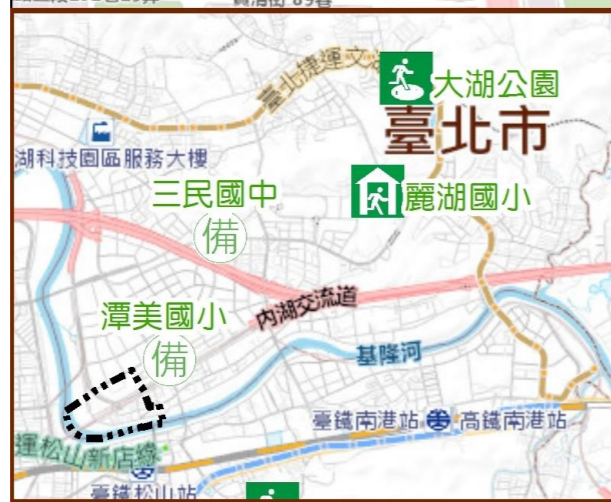 大湖公園
臺北捷運文
臺北市
湖科技園區服務大樓
三民國中
備
麗湖國小
潭美國小
備
內湖交流道
基隆河
臺鐵南港站
高鐵南港站
運松山新店線
臺鐵松山站